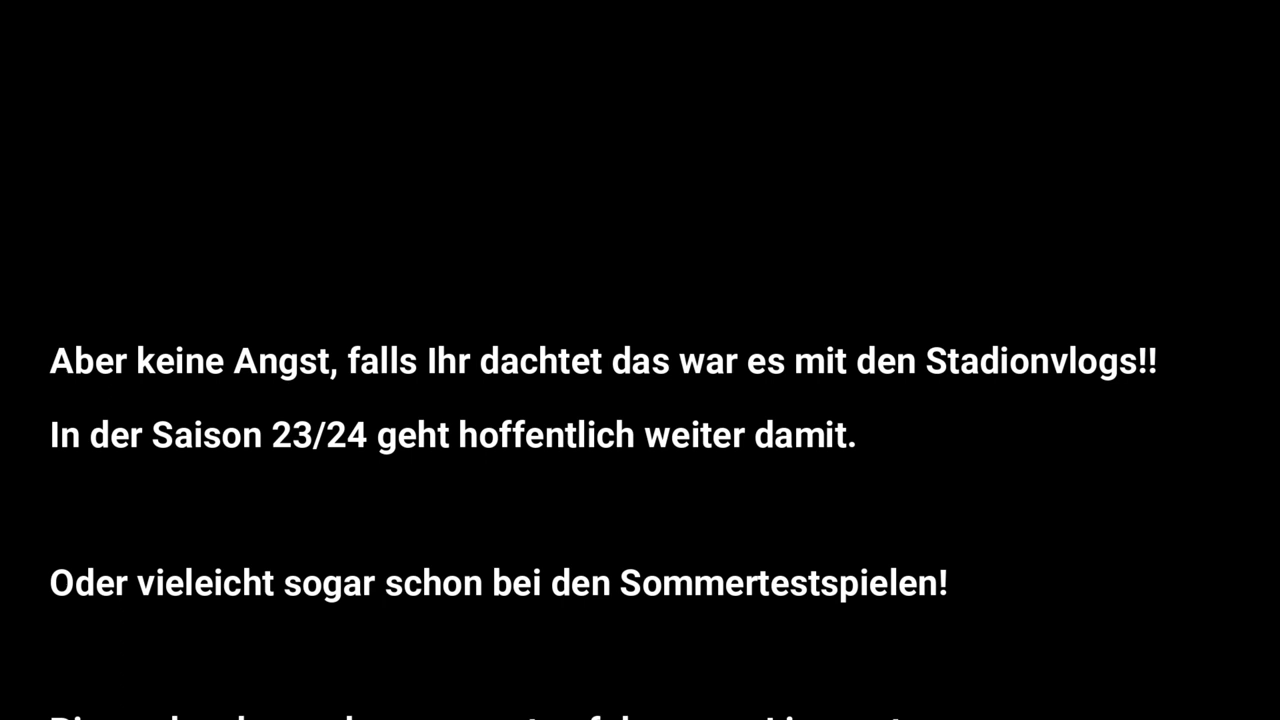 Aber keine Angst, falls Ihr dachtet das war es mit den Stadionvlogs!!
In der Saison 23/24 geht hoffentlich weiter damit.
Oder vieleicht sogar schon bei den Sommertestspielen!